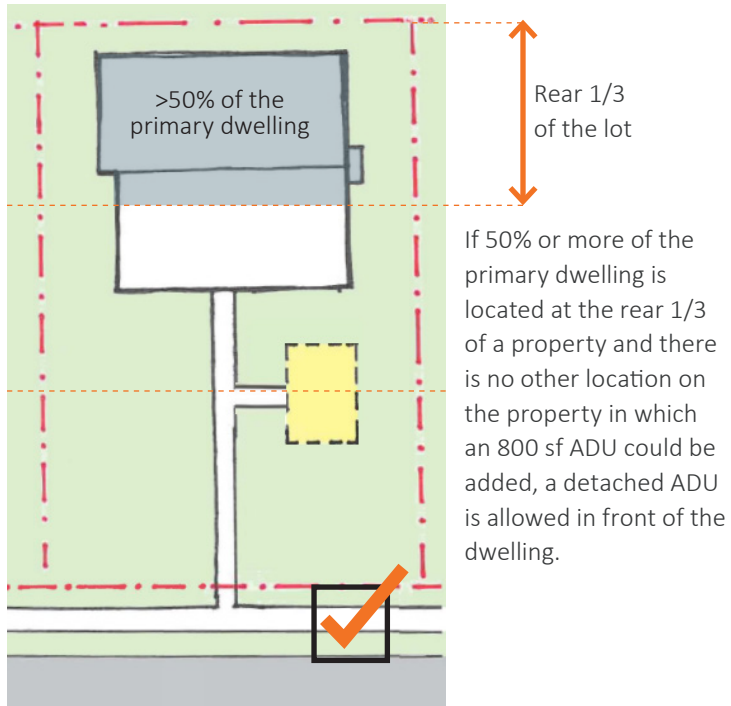 >50% of the
primary dwelling
Rear 1/3
of the lot
If 50% or more of the
primary dwelling is
located at the rear 1/3
of a property and there
is no other location on
the property in which
an 800 sf ADU could be
added, a detached ADU
is allowed in front of the
dwelling.